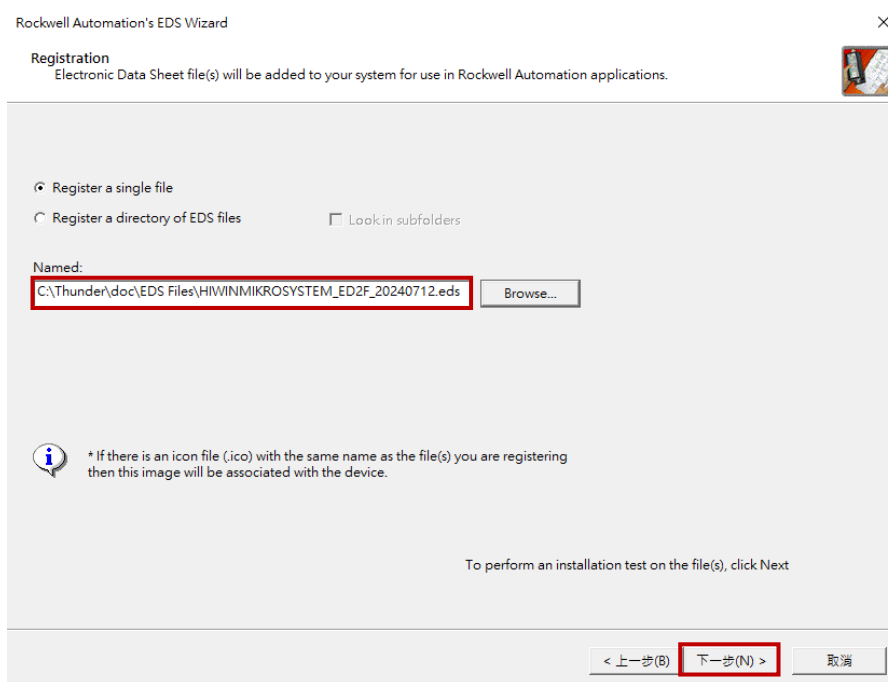 Rockwell Automation's EDS Wizard
Registration
Electronic Data Sheet file(s) will be added to your system for use in Rockwell Automation applications.
Register a single file
Register a directory of EDS files
Look in subfolders
Named:
C:\Thunder\doc\EDS Files\HIWINMIKROSYSTEM_ED2F_20240712.eds
Browse...
* If there is an icon file (.ico) with the same name as the file(s) you are registering
then this image will be associated with the device.
To perform an installation test on the file(s), click Next
< 上一步(B)
下一步(N) >
取消